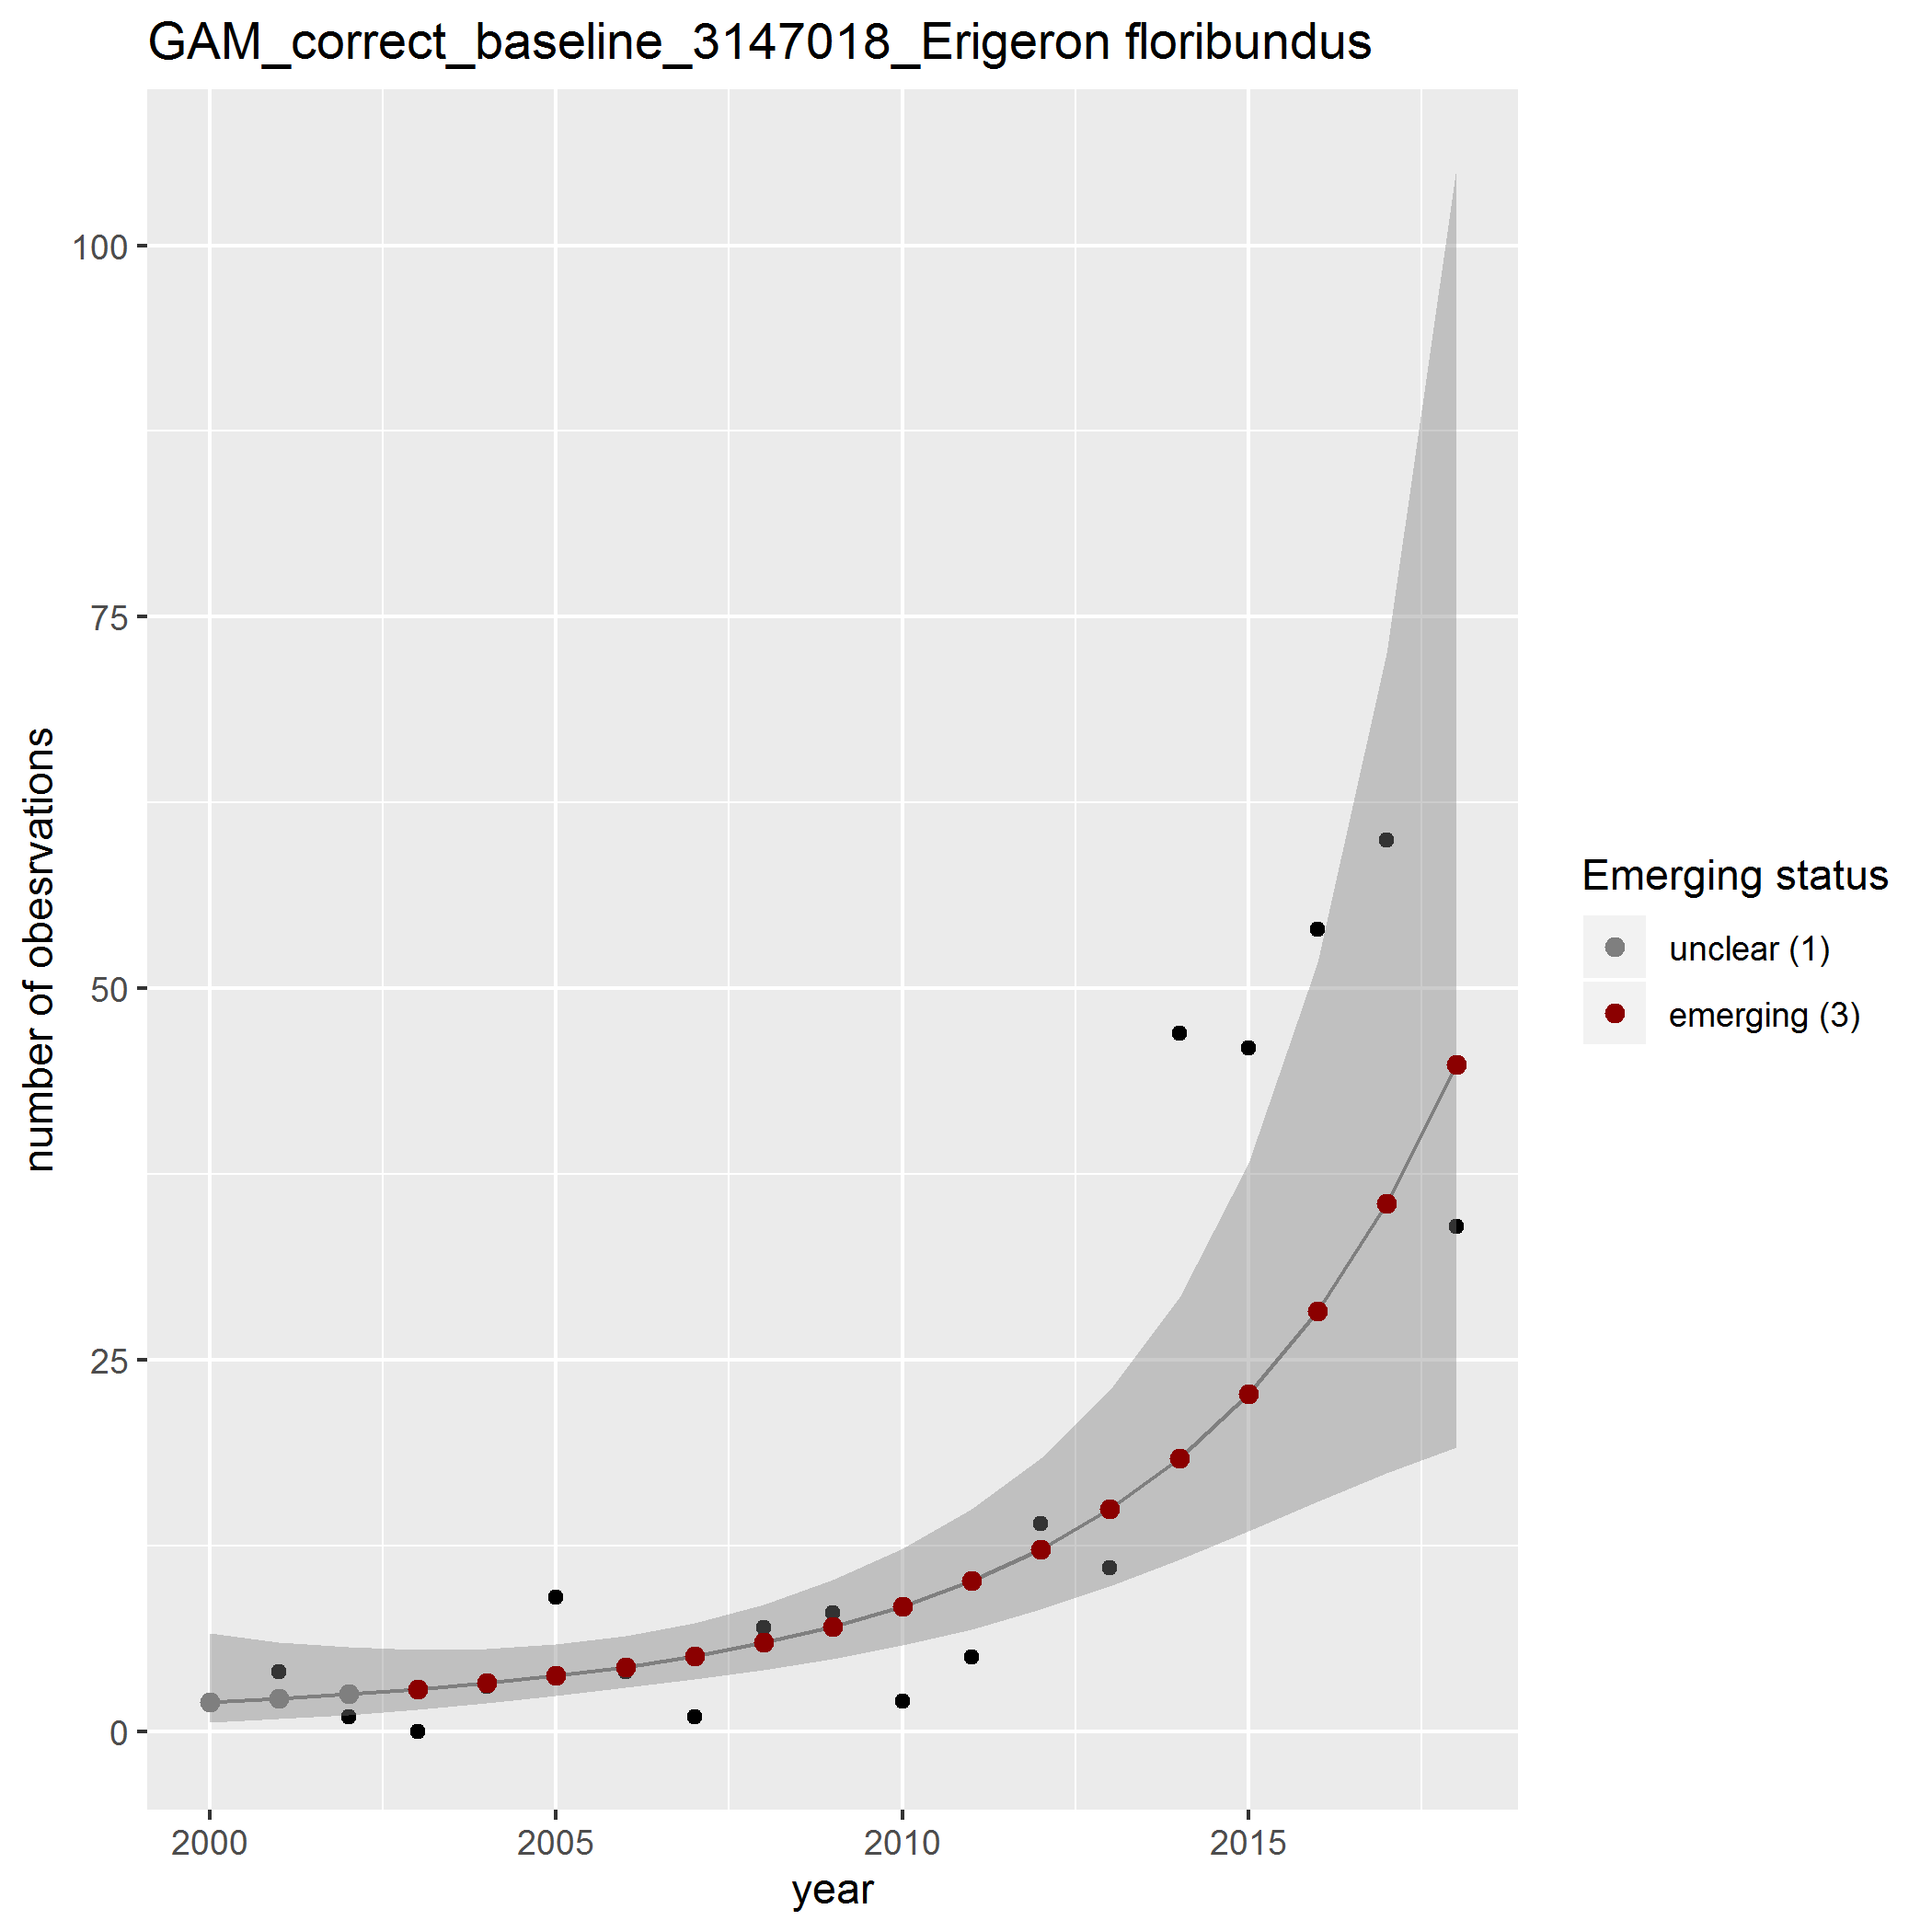 GAM_correct_baseline_3147018_Erigeron floribundus
100
75
50
25
0
number of obesrvations
2000 2005 2010 2015
year
Emerging status
unclear (1)
emerging (3)